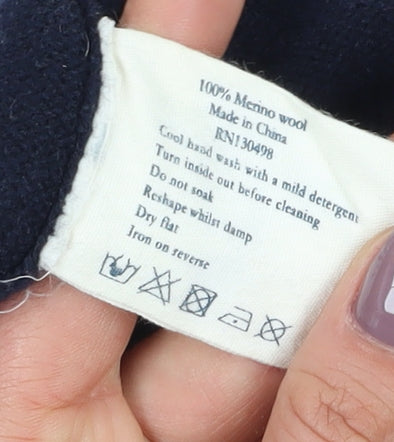 100% Merino wool
Made in China
RN130498
Cool hand wash with a mild detergent
Turn inside out before cleaning
Do not soak
Reshape whilst damp
Dry flat
Iron on reverse